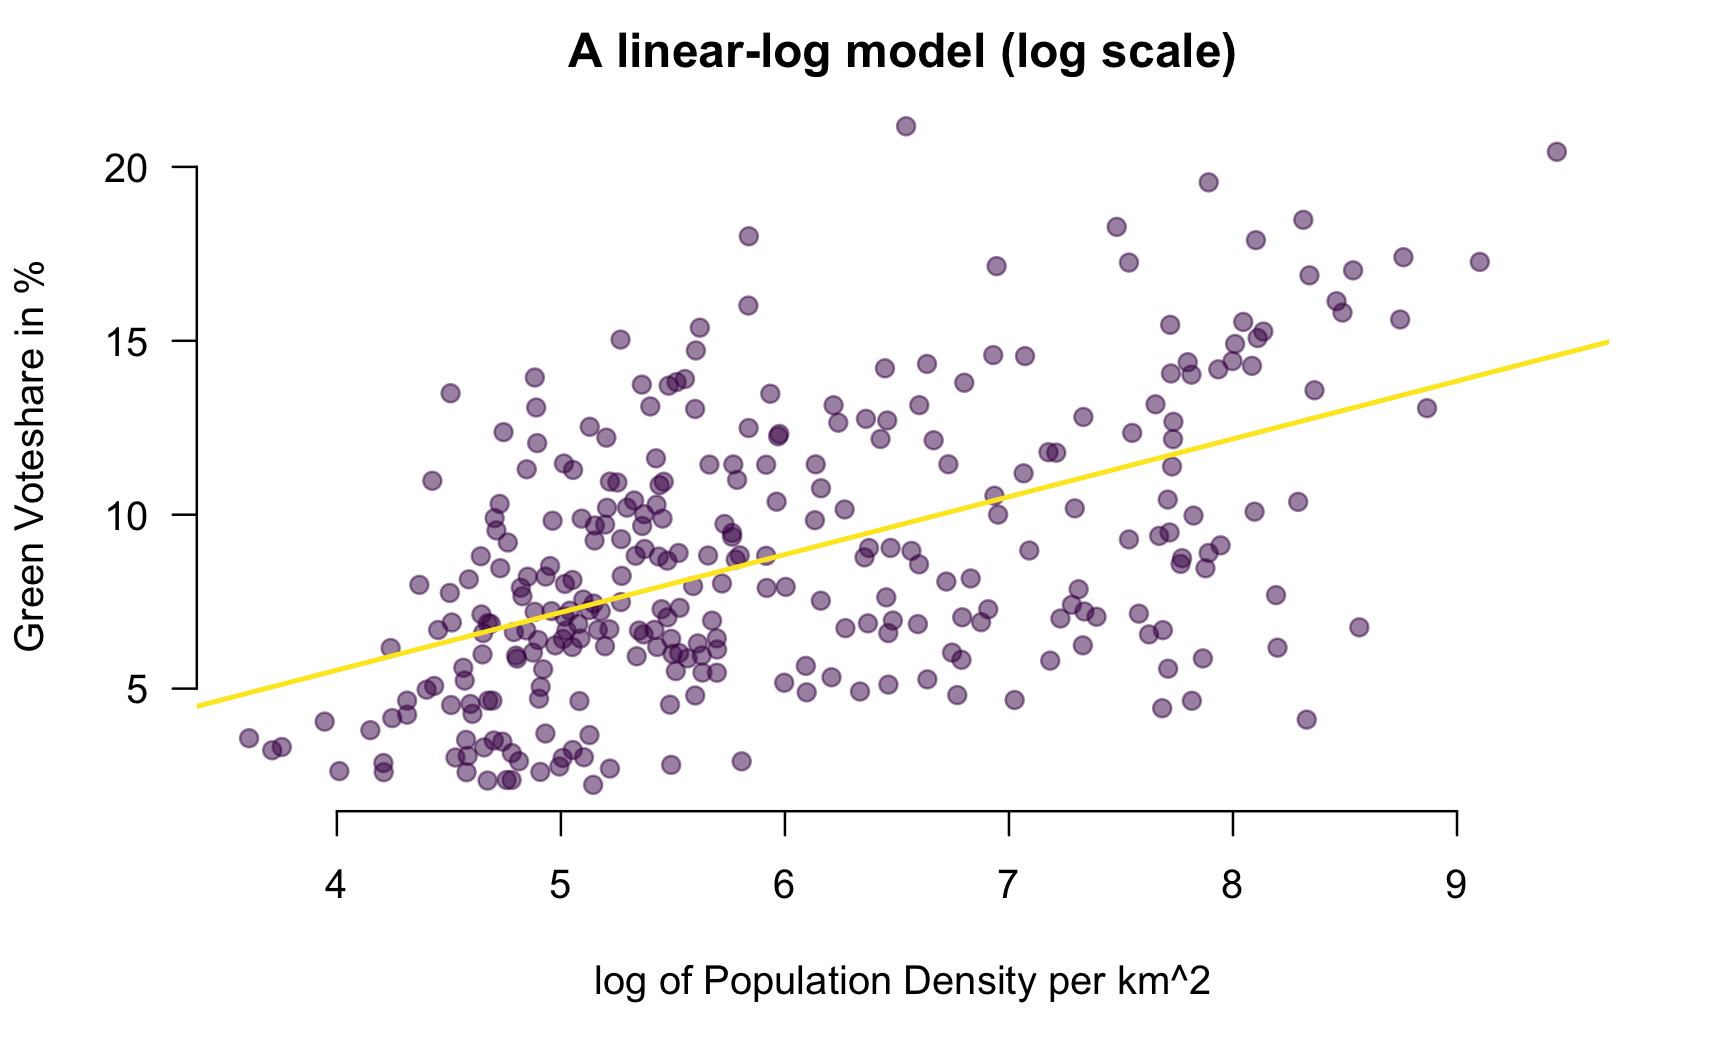 A linear-log model (log scale)
Green Voteshare in %
20
15
10
5
4 5 6 7 8 9
log of Population Density per km^2